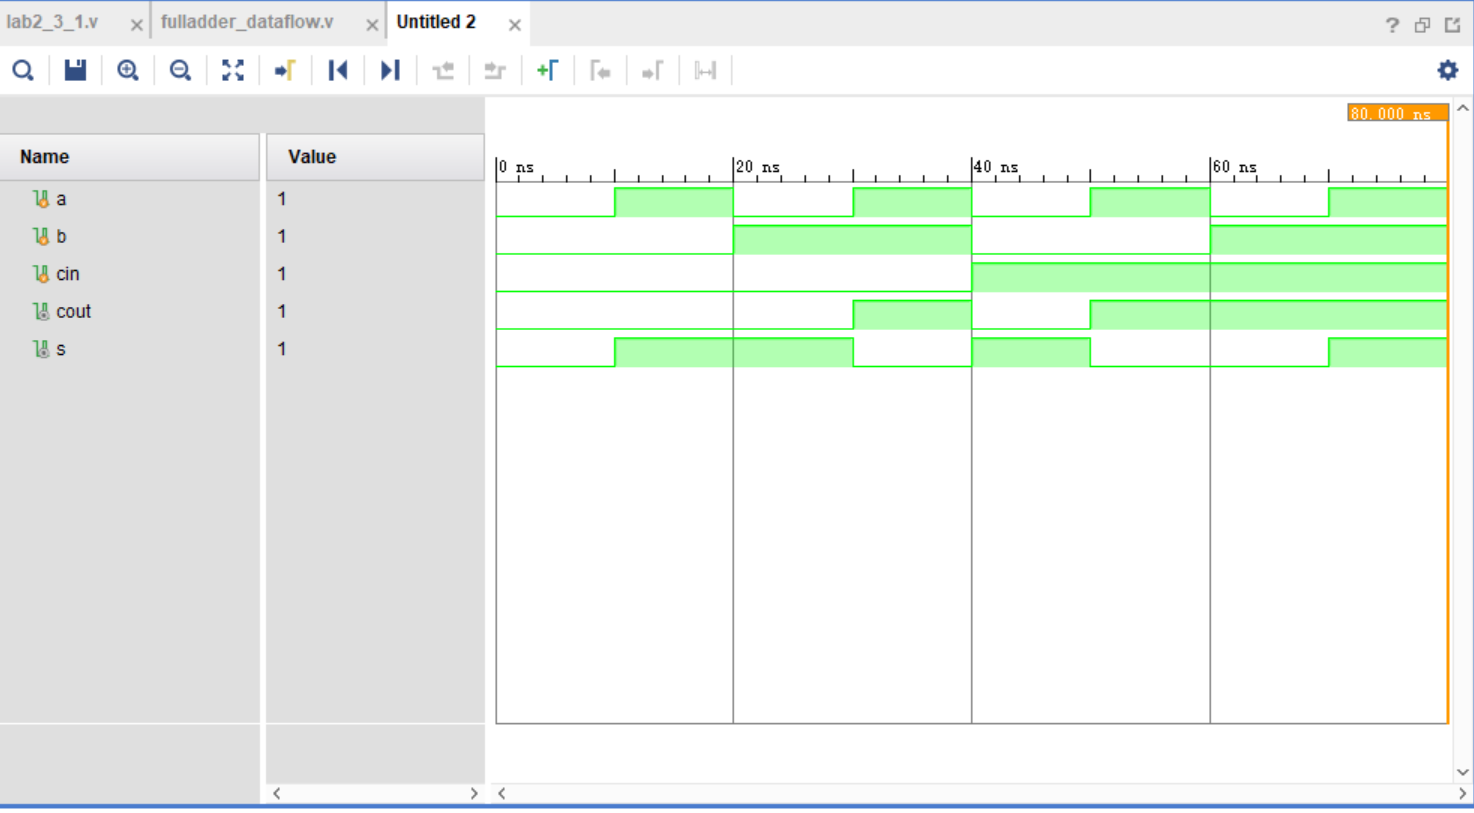 lab2_3_1.v × fulladder_dataflow.v × Untitled 2 × ?
80.000 ns
Name Value
0 ns 20 ns 40 ns 60 ns
a 1
b 1
cin 1
cout 1
s 1